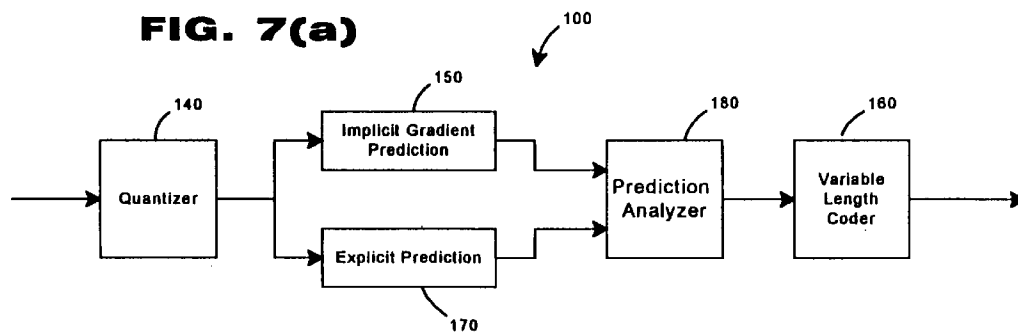 FIG. 7(a)
100
140
150
180
160
Quantizer
Implicit Gradient
Prediction
Explicit Prediction
170
Prediction
Analyzer
Variable
Length
Coder